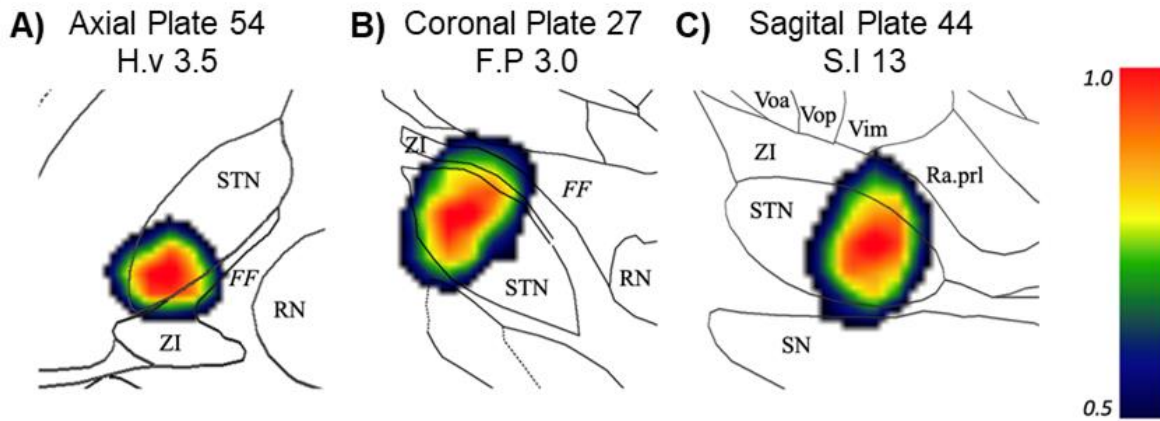 A) Axial Plate 54
H.v 3.5
B) Coronal Plate 27
F.P 3.0
C) Sagital Plate 44
S.I 13
STN
FF
RN
ZI
ZI
FF
RN
STN
Voa
Vop
Vim
ZI
Ra.prl
STN
SN
1.0
0.5